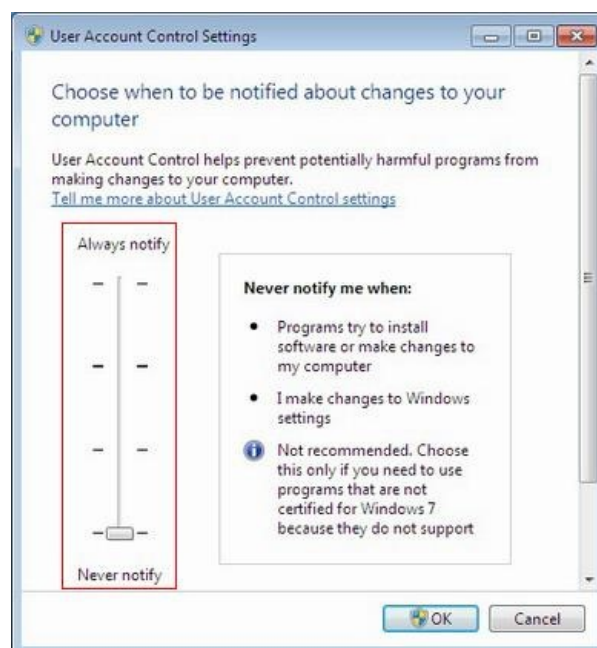 User Account Control Settings
Choose when to be notified about changes to your
computer
User Account Control helps prevent potentially harmful programs from
making changes to your computer.
Tell me more about User Account Control settings
Always notify
Never notify
Never notify me when:
Programs try to install
software or make changes to
my computer
I make changes to Windows
settings
Not recommended. Choose
this only if you need to use
programs that are not
certified for Windows 7
because they do not support
OK
Cancel